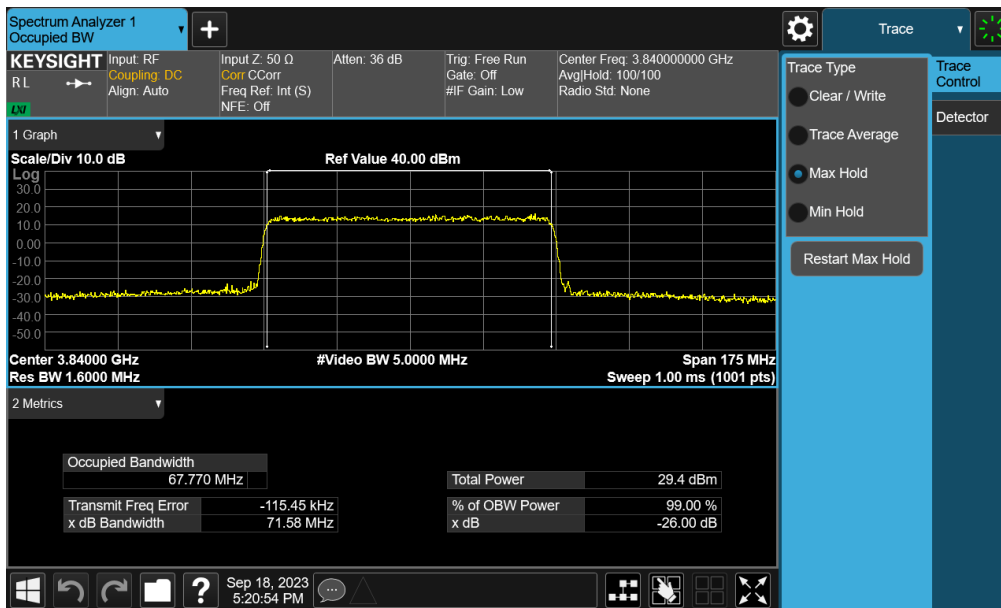 Spectrum Analyzer 1
Occupied BW
Trace
KEYSIGHT
R L
LXI
Input: RF
Coupling: DC
Align: Auto
Input Z: 50 Ω
Corr CCorr
Freq Ref: Int (S)
NFE: Off
Atten: 36 dB
Trig: Free Run
Gate: Off
#IF Gain: Low
Center Freq: 3.840000000 GHz
Avg|Hold: 100/100
Radio Std: None
Trace Type
Clear / Write
Trace Average
Max Hold
Min Hold
Restart Max Hold
Trace
Control
Detector
1 Graph
Scale/Div 10.0 dB
Ref Value 40.00 dBm
Log
30.0
20.0
10.0
0.00
-10.0
-20.0
-30.0
-40.0
-50.0
Center 3.84000 GHz
#Video BW 5.0000 MHz
Span 175 MHz
Res BW 1.6000 MHz
Sweep 1.00 ms (1001 pts)
2 Metrics
Occupied Bandwidth
67.770 MHz
Total Power 29.4 dBm
Transmit Freq Error -115.45 kHz
% of OBW Power 99.00 %
x dB Bandwidth 71.58 MHz
x dB -26.00 dB
?
Sep 18, 2023
5:20:54 PM